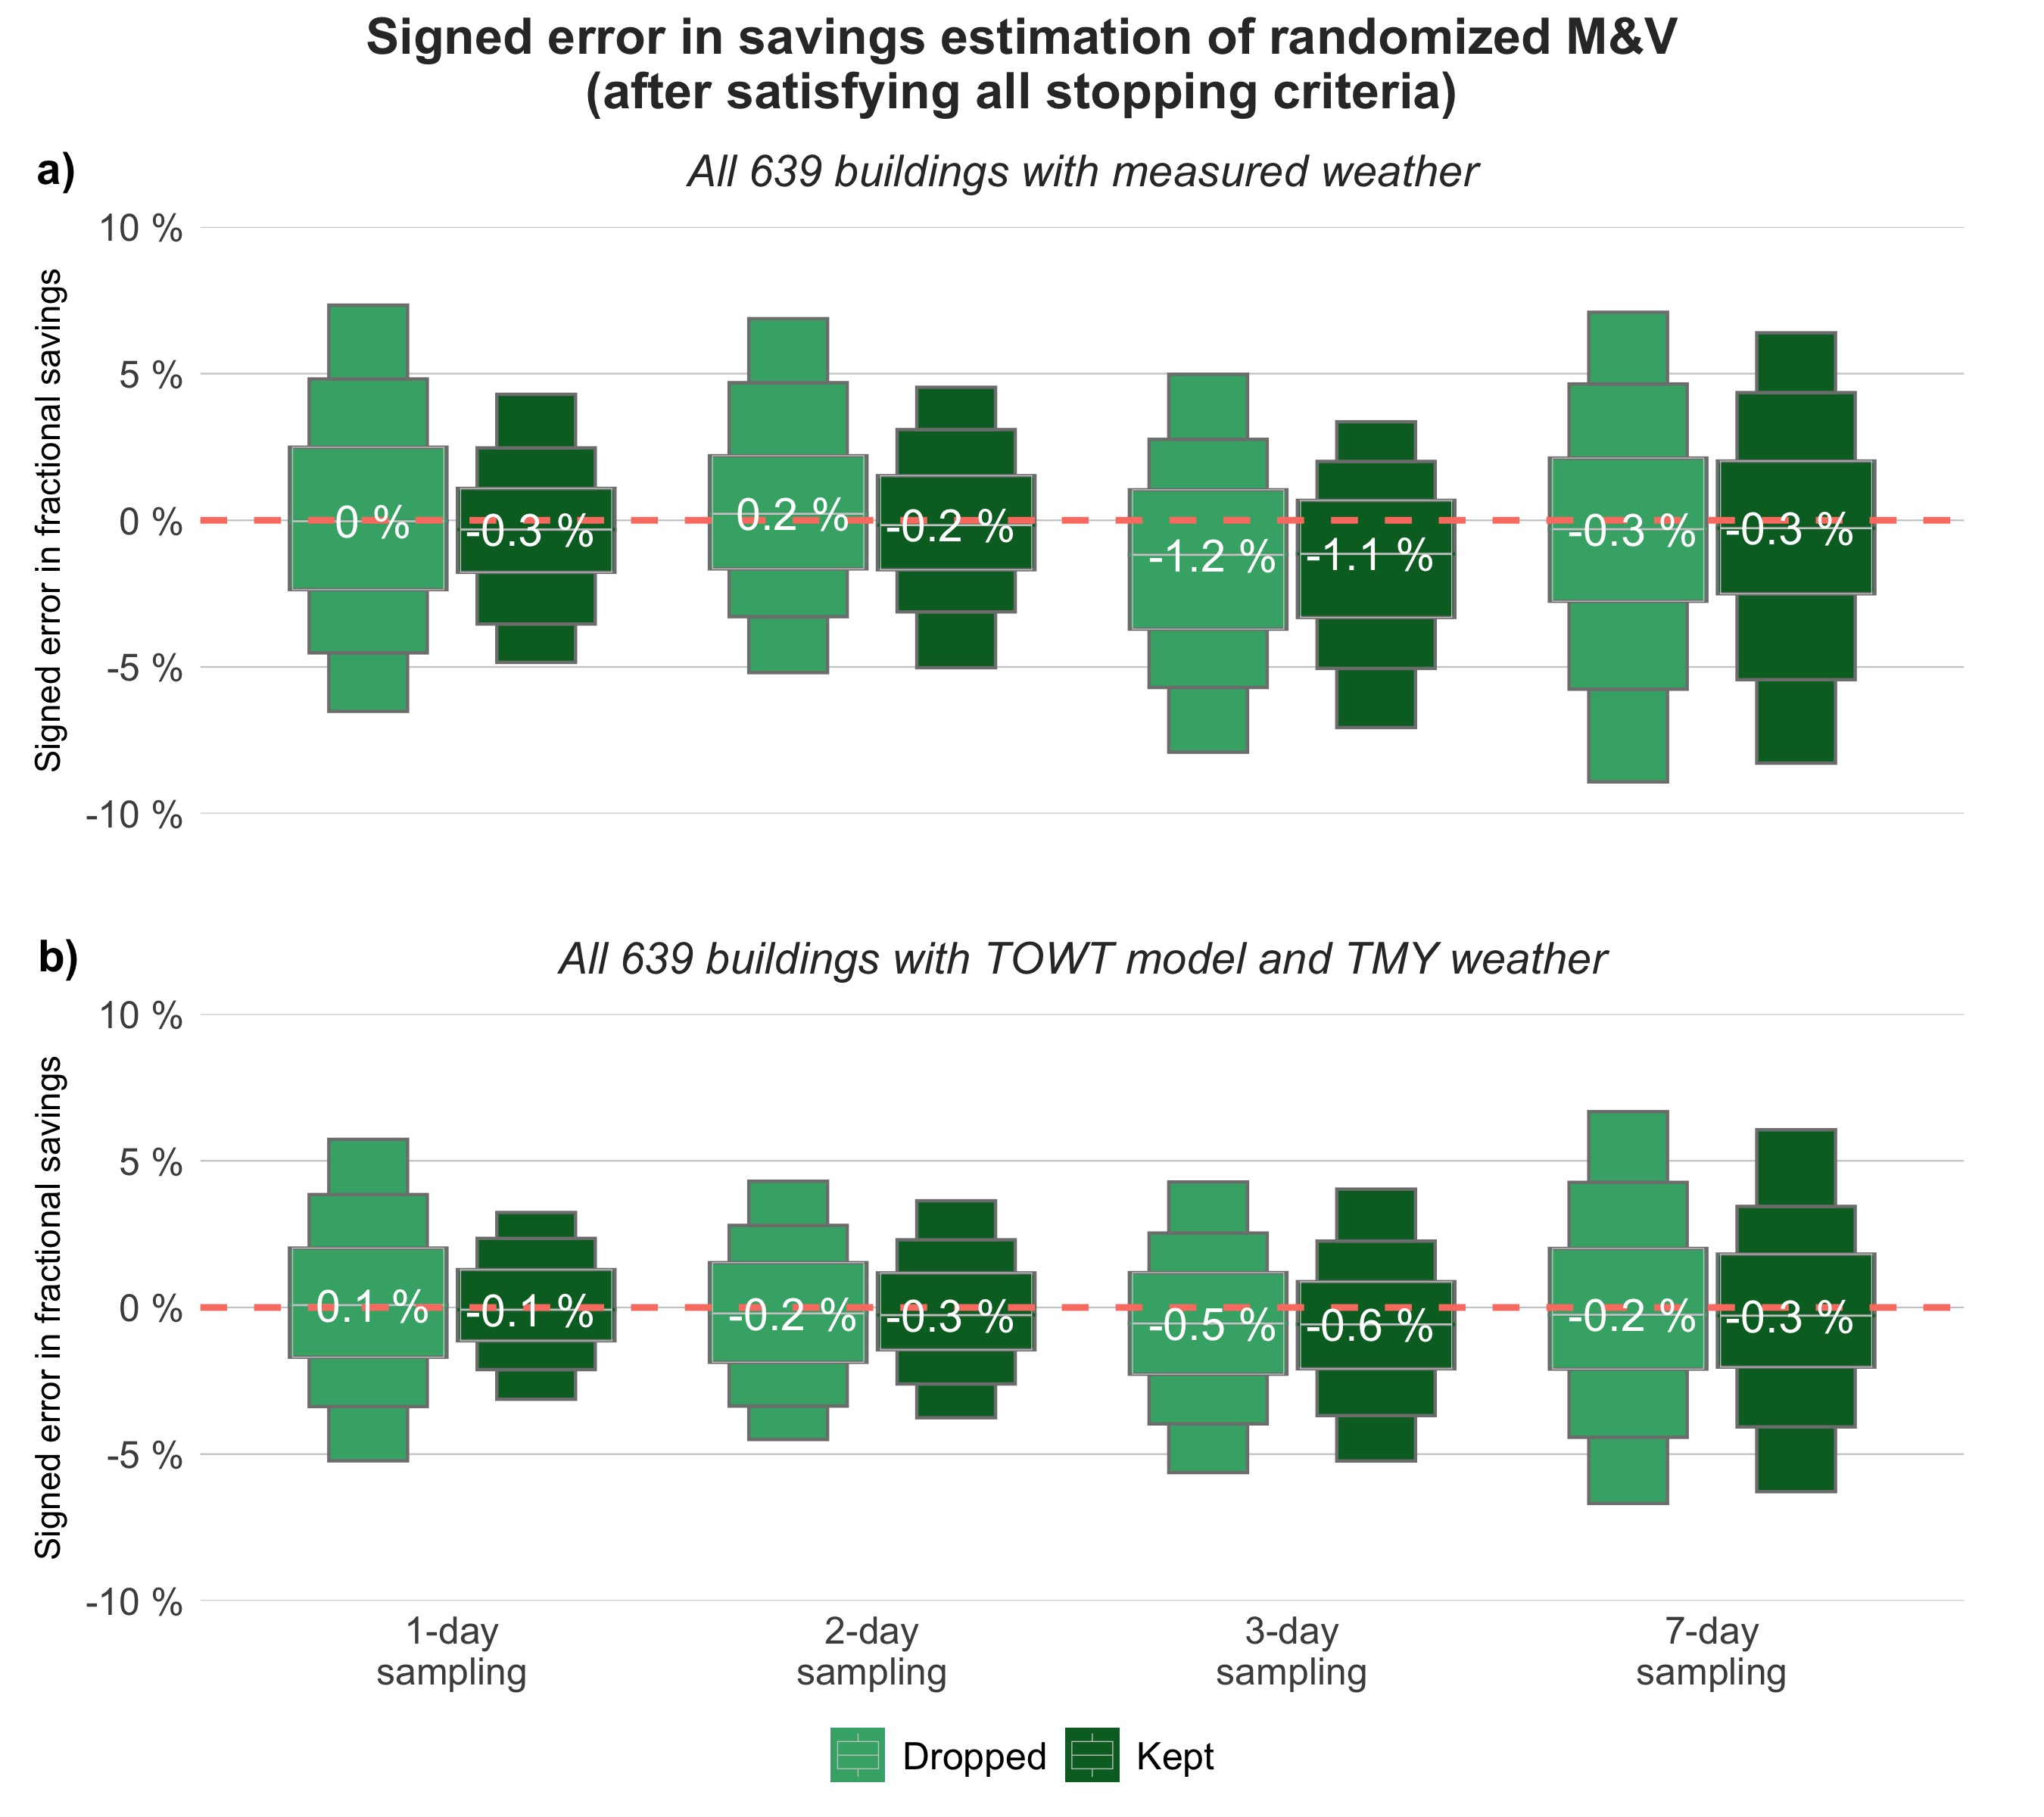 Signed error in savings estimation of randomized M&V
(after satisfying all stopping criteria)
a)
All 639 buildings with measured weather
Signed error in fractional savings
10 %
5 %
0 %
-5 %
-10 %
0 %
-0.3 %
0.2 %
-0.2 %
-1.2 %
-1.1 %
-0.3 %
-0.3 %
b)
All 639 buildings with TOWT model and TMY weather
Signed error in fractional savings
10 %
5 %
0 %
-5 %
-10 %
0.1 %
-0.1 %
-0.2 %
-0.3 %
-0.5 %
-0.6 %
-0.2 %
-0.3 %
1-day
sampling
2-day
sampling
3-day
sampling
7-day
sampling
Dropped
Kept